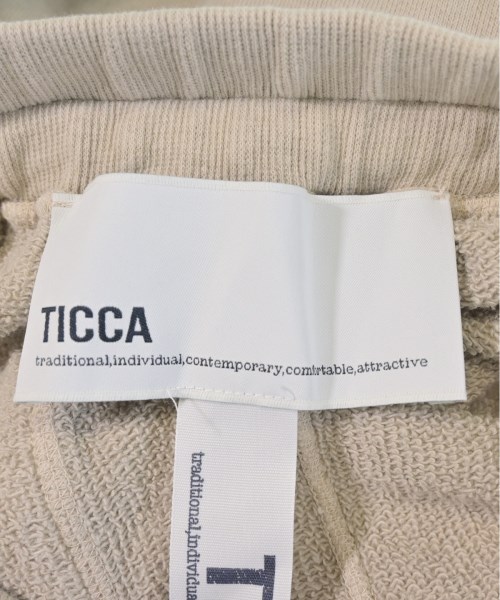 TICCA
traditional,individual,contemporary,comfortable,attractive
traditional,individua
T